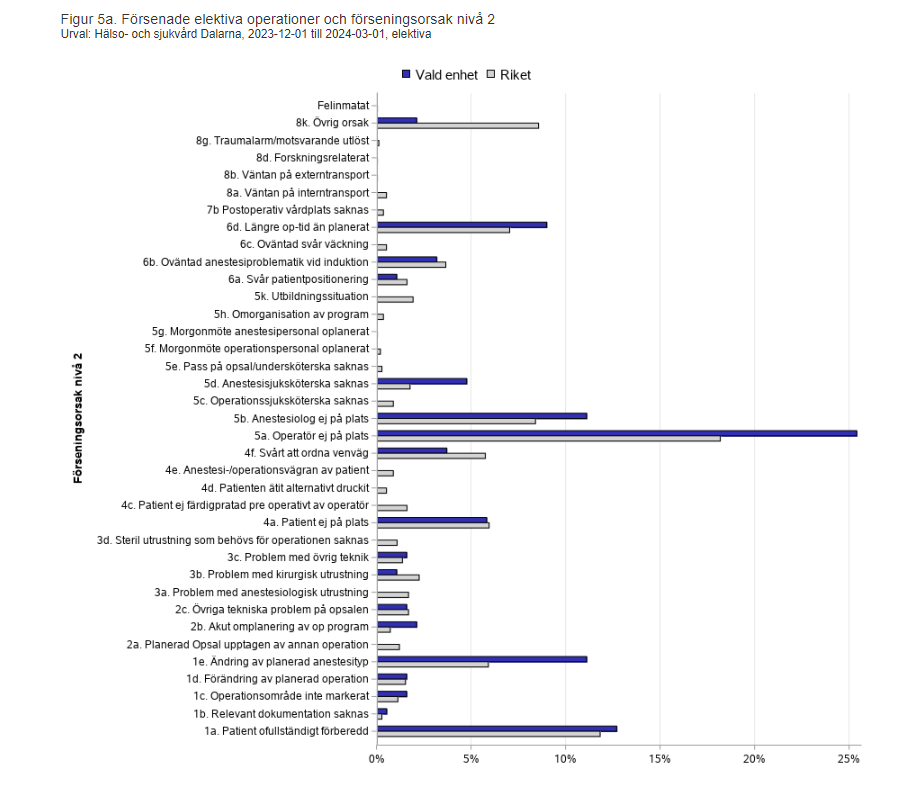 Figur 5a. Försenade elektiva operationer och förseningsorsak nivå 2
Urval: Hälso- och sjukvård Dalarna, 2023-12-01 till 2024-03-01, elektiva
Vald enhet Riket
Felinmatat
8k. Övrig orsak
8g. Traumalarm/motsvarande utlöst
8d. Forskningsrelaterat
8b. Väntan på externtransport
8a. Väntan på interntransport
7b Postoperativ vårdplats saknas
6d. Längre op-tid än planerat
6c. Oväntad svår väckning
6b. Oväntad anestesiproblematik vid induktion
6a. Svår patientpositionering
5k. Utbildningssituation
5h. Omorganisation av program
5g. Morgonmöte anestesipersonal oplanerat
5f. Morgonmöte operationspersonal oplanerat
5e. Pass på opsal/undersköterska saknas
5d. Anestesisjuksköterska saknas
5c. Operationssjuksköterska saknas
5b. Anestesiolog ej på plats
5a. Operatör ej på plats
4f. Svårt att ordna venväg
4e. Anestesi-/operationsvägran av patient
4d. Patienten ätit alternativt druckit
4c. Patient ej färdigpratad pre operativt av operatör
4a. Patient ej på plats
3d. Steril utrustning som behövs för operationen saknas
3c. Problem med övrig teknik
3b. Problem med kirurgisk utrustning
3a. Problem med anestesiologisk utrustning
2c. Övriga tekniska problem på opsalen
2b. Akut omplanering av op program
2a. Planerad Opsal upptagen av annan operation
1e. Ändring av planerad anestesityp
1d. Förändring av planerad operation
1c. Operationsområde inte markerat
1b. Relevant dokumentation saknas
1a. Patient ofullständigt förberedd
Förseningsorsak nivå 2
0% 5% 10% 15% 20% 25%